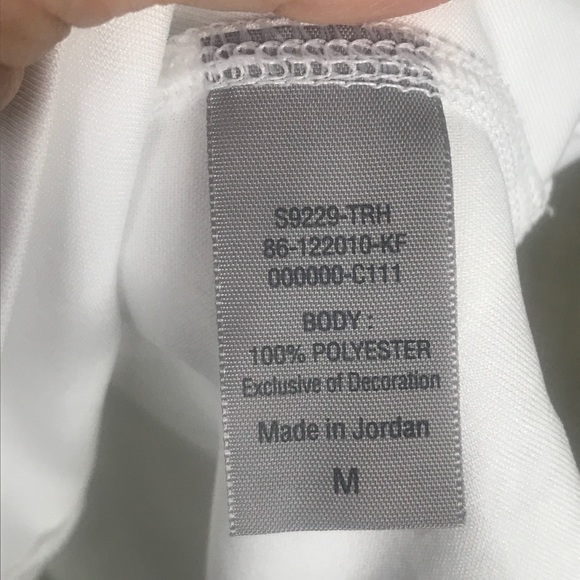 S9229-TRH
86-122010-KF
000000-C111
BODY :
100% POLYESTER
Exclusive of Decoration
Made in Jordan
M